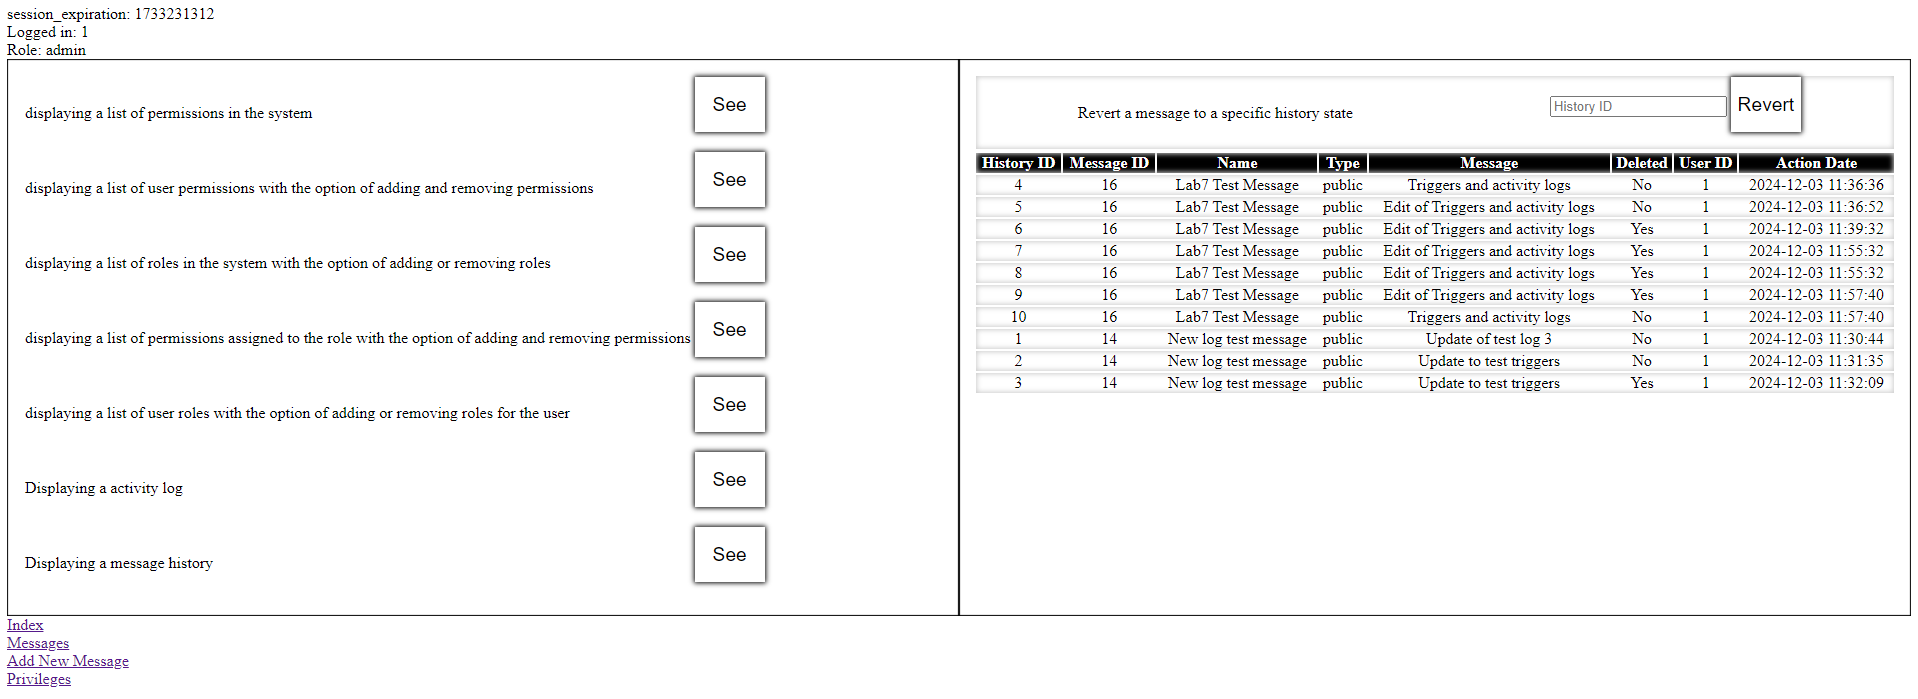 session_expiration: 1733231312
Logged in: 1
Role: admin
displaying a list of permissions in the system See
displaying a list of user permissions with the option of adding and removing permissions See
displaying a list of roles in the system with the option of adding or removing roles See
displaying a list of permissions assigned to the role with the option of adding and removing permissions See
displaying a list of user roles with the option of adding or removing roles for the user See
Displaying a activity log See
Displaying a message history See
Revert a message to a specific history state History ID Revert
History ID Message ID Name Type Message Deleted User ID Action Date
4 16 Lab7 Test Message public Triggers and activity logs No 1 2024-12-03 11:36:36
5 16 Lab7 Test Message public Edit of Triggers and activity logs No 1 2024-12-03 11:36:52
6 16 Lab7 Test Message public Edit of Triggers and activity logs Yes 1 2024-12-03 11:39:32
7 16 Lab7 Test Message public Edit of Triggers and activity logs Yes 1 2024-12-03 11:55:32
8 16 Lab7 Test Message public Edit of Triggers and activity logs Yes 1 2024-12-03 11:55:32
9 16 Lab7 Test Message public Edit of Triggers and activity logs Yes 1 2024-12-03 11:57:40
10 16 Lab7 Test Message public Triggers and activity logs No 1 2024-12-03 11:57:40
1 14 New log test message public Update of test log 3 No 1 2024-12-03 11:30:44
2 14 New log test message public Update to test triggers No 1 2024-12-03 11:31:35
3 14 New log test message public Update to test triggers Yes 1 2024-12-03 11:32:09
Index
Messages
Add New Message
Privileges